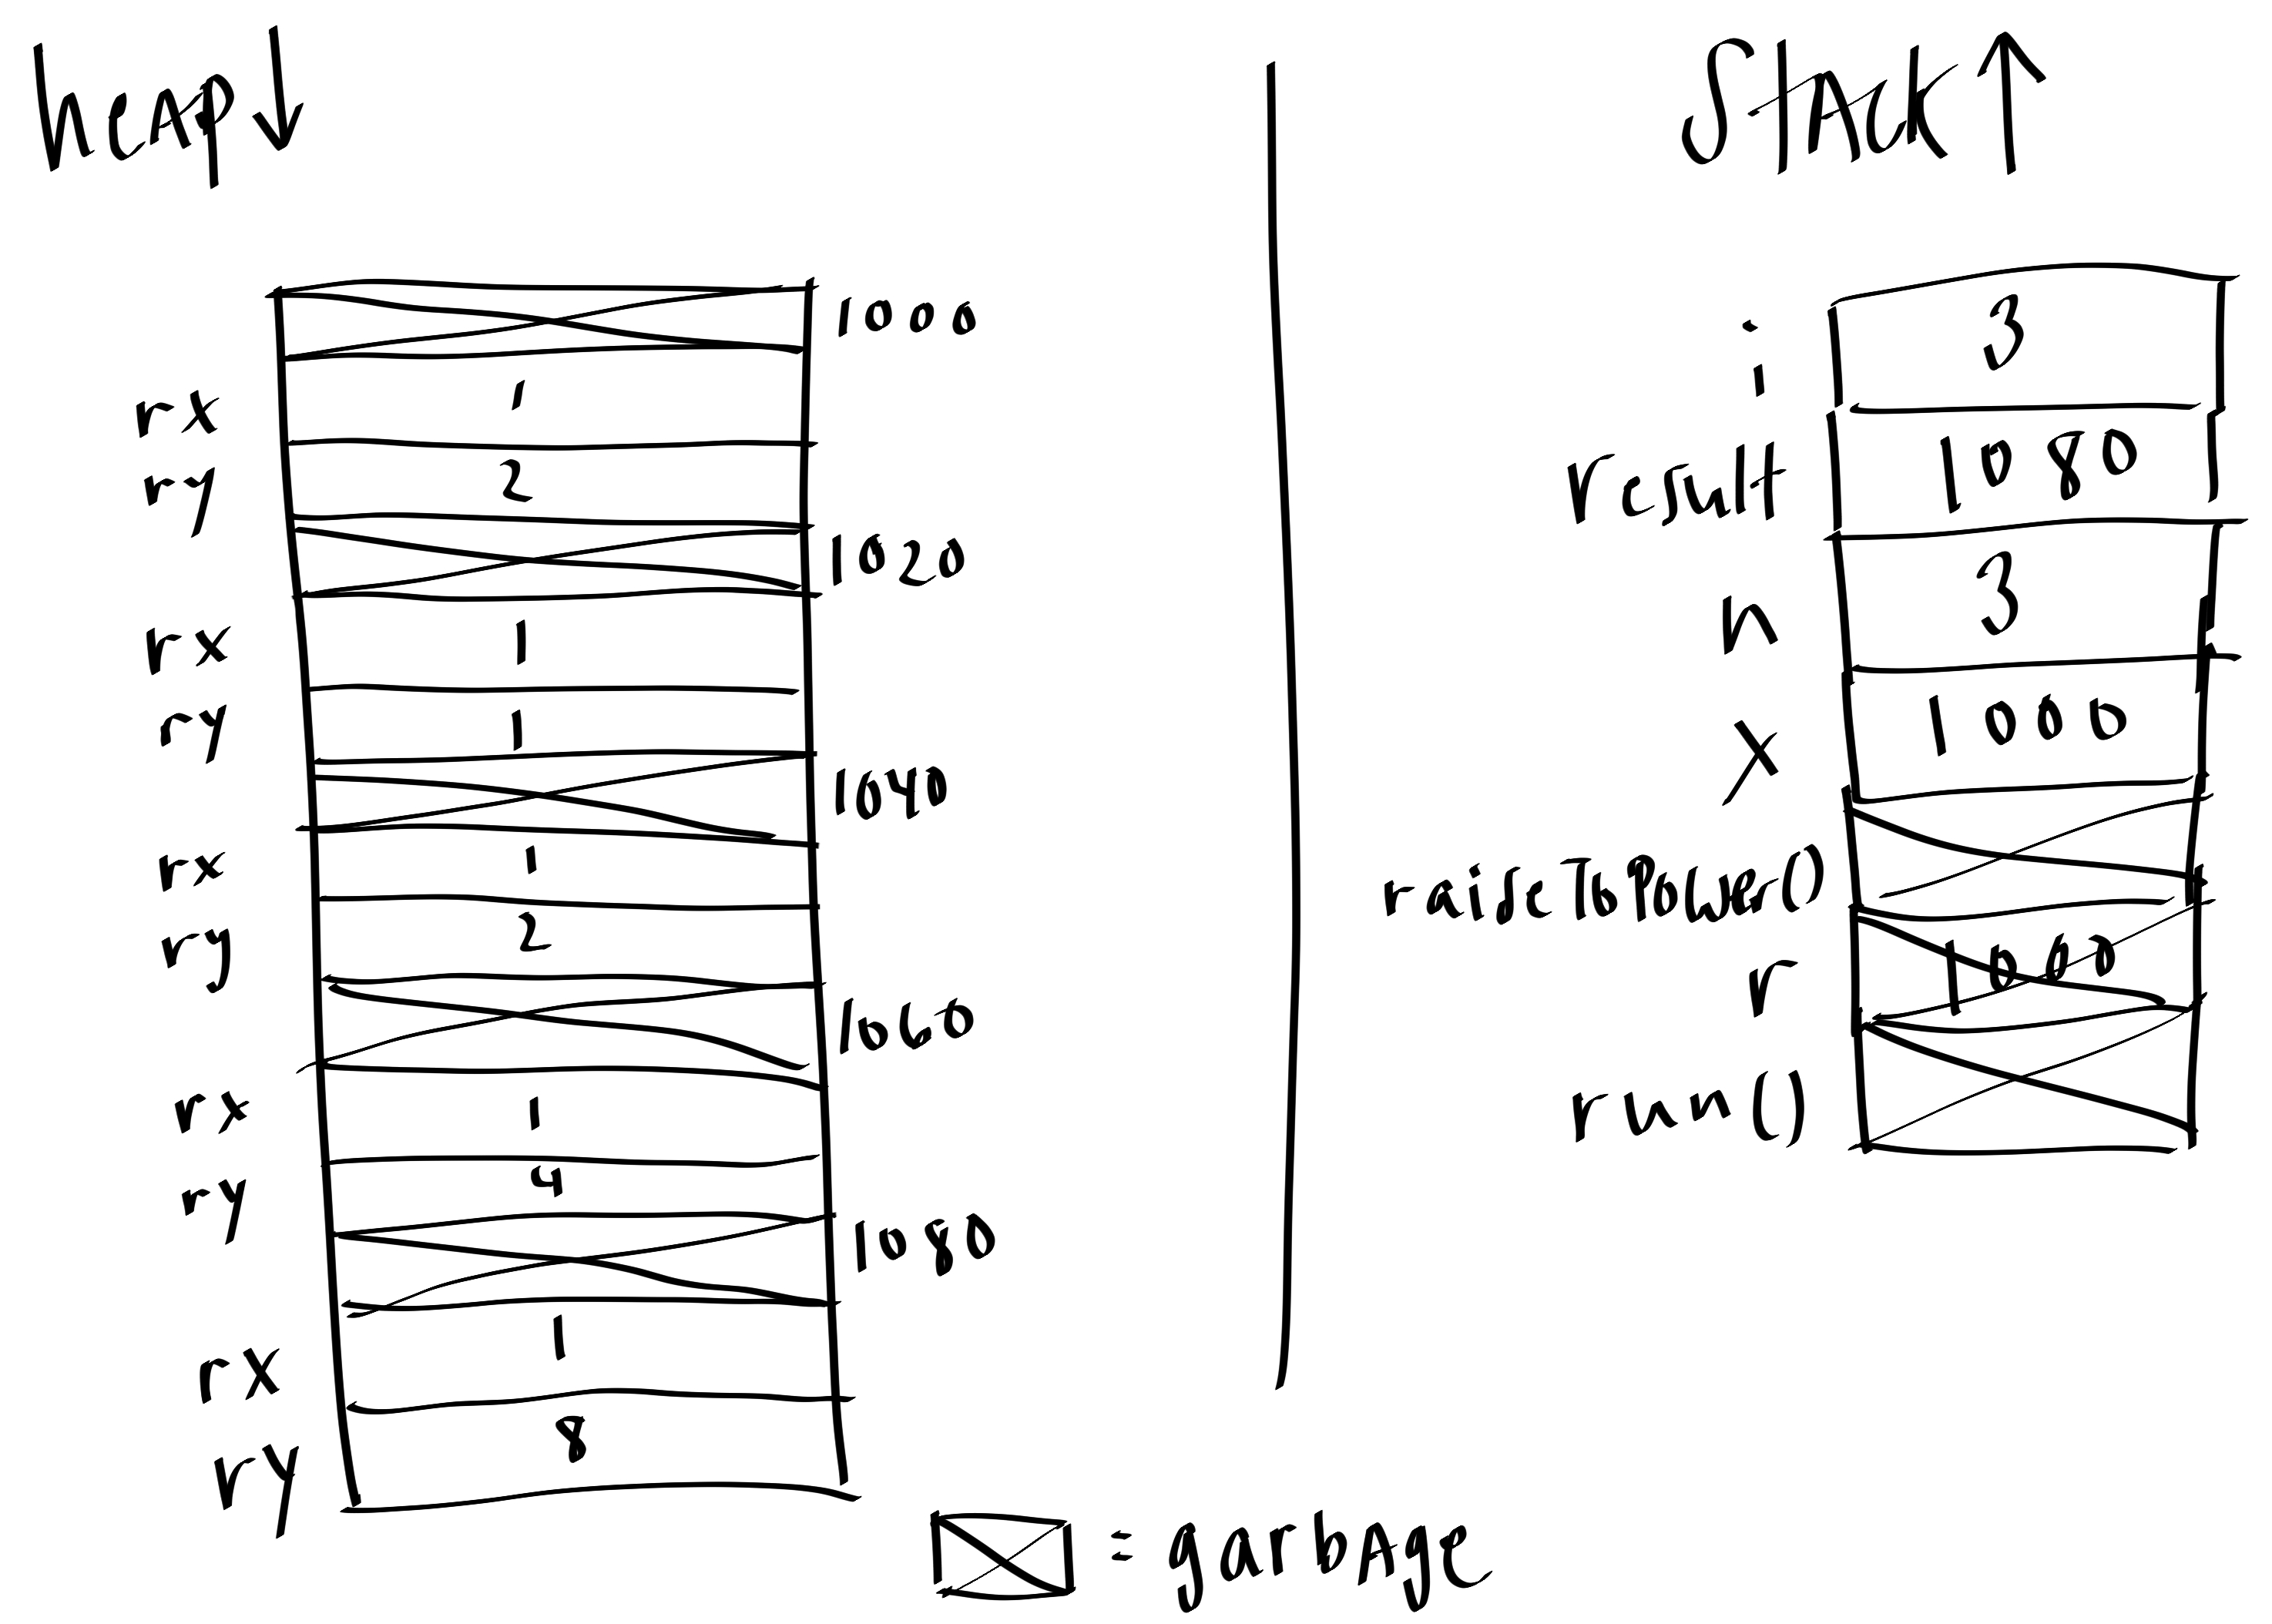 heap ↓
1000
rx 1
ry 2
1020
rx 1
ry 1
1040
rx 1
ry 2
1060
rx 1
ry 4
1080
rx 1
ry 8
Stack ↑
i 3
result 1080
n 3
x 1000
raiseToPower()
r 1000
run()
= garbage